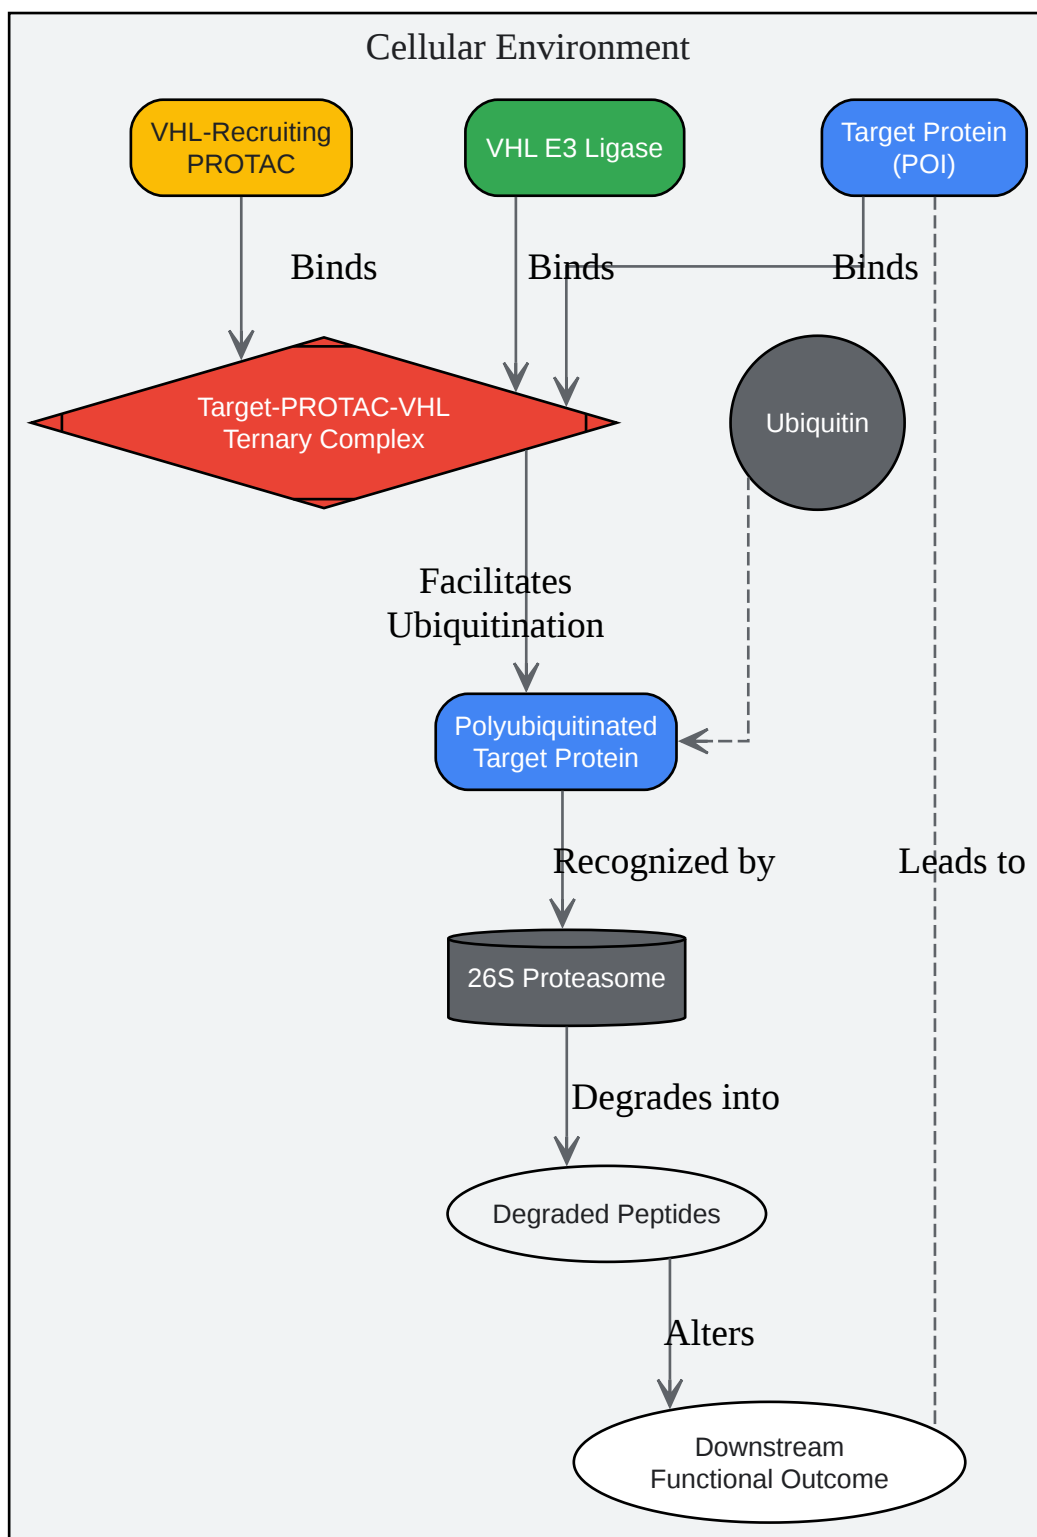 Cellular Environment
VHL-Recruiting
PROTAC
VHL E3 Ligase
Target Protein
(POI)
Binds
Binds
Binds
Target-PROTAC-VHL
Ternary Complex
Ubiquitin
Facilitates
Ubiquitination
Polyubiquitinated
Target Protein
Recognized by
Leads to
26S Proteasome
Degrades into
Degraded Peptides
Alters
Downstream
Functional Outcome